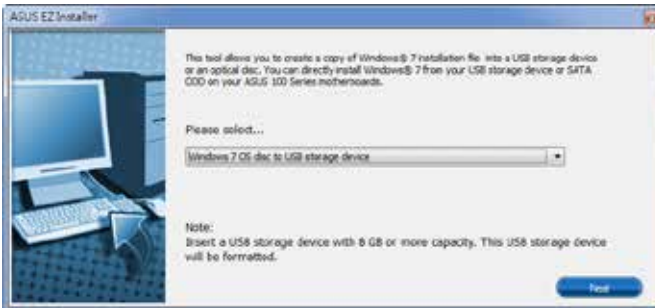 ASUS EZ Installer
This tool allows you to create a copy of Windows® 7 installation file into a USB storage device
or an optical disc. You can directly install Windows® 7 from your USB storage device or SATA
ODD on your ASUS 100 Series motherboards.
Please select...
Windows 7 OS disc to USB storage device
Note:
Insert a USB storage device with 8 GB or more capacity. This USB storage device
will be formatted.
Next